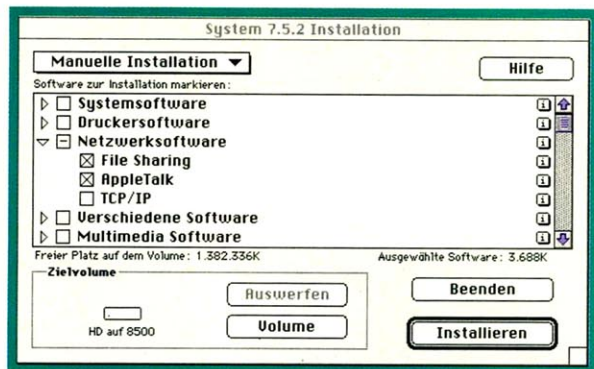 System 7.5.2 Installation
Manuelle Installation
Hilfe
Software zur Installation markieren:
Systemsoftware
Druckersoftware
Netzwerksoftware
File Sharing
AppleTalk
TCP/IP
Verschiedene Software
Multimedia Software
Freier Platz auf dem Volume: 1.382.336K
Ausgewählte Software: 3.688K
Zielvolume
HD auf 8500
Auswerfen
Volume
Beenden
Installieren